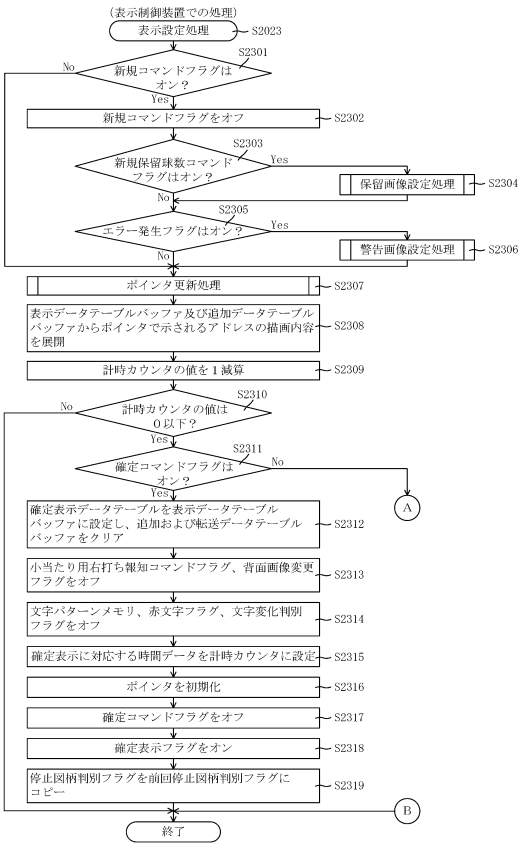 (表示制御装置での処理)
表示設定処理
S2023
S2301
No
新規コマンドフラグは
オン？
Yes
新規コマンドフラグをオフ
S2302
S2303
新規保留球数コマンド
フラグはオン？
Yes
保留画像設定処理
S2304
No
S2305
エラー発生フラグはオン？
Yes
警告画像設定処理
S2306
No
ポインタ更新処理
S2307
表示データテーブルバッファ及び追加データテーブル
バッファからポインタで示されるアドレスの描画内容
を展開
S2308
計時カウンタの値を１減算
S2309
S2310
No
計時カウンタの値は
０以下？
Yes
S2311
確定コマンドフラグは
オン？
No
Yes
A
確定表示データテーブルを表示データテーブル
バッファに設定し、追加および転送データテーブル
バッファをクリア
S2312
小当たり用右打ち報知コマンドフラグ、背面画像変更
フラグをオフ
S2313
文字パターンメモリ、赤文字フラグ、文字変化判別
フラグをオフ
S2314
確定表示に対応する時間データを計時カウンタに設定
S2315
ポインタを初期化
S2316
確定コマンドフラグをオフ
S2317
確定表示フラグをオン
S2318
停止図柄判別フラグを前回停止図柄判別フラグに
コピー
S2319
B
終了